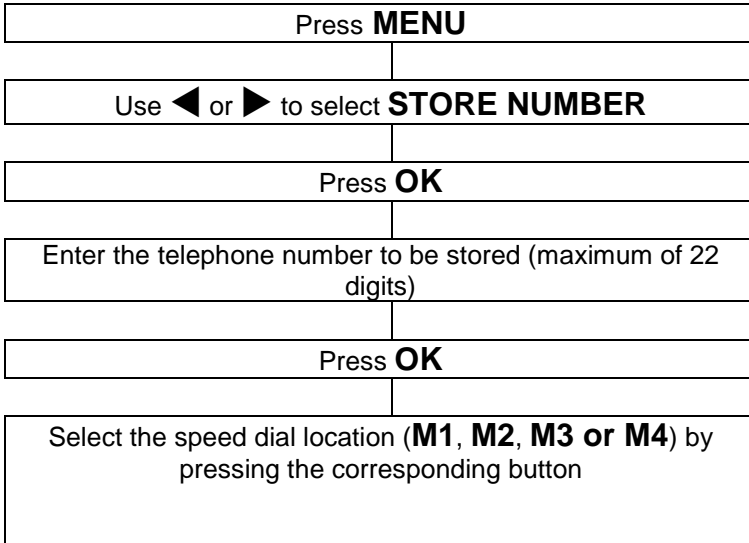 Press MENU
Use ◀ or ▶ to select STORE NUMBER
Press OK
Enter the telephone number to be stored (maximum of 22
digits)
Press OK
Select the speed dial location (M1, M2, M3 or M4) by
pressing the corresponding button